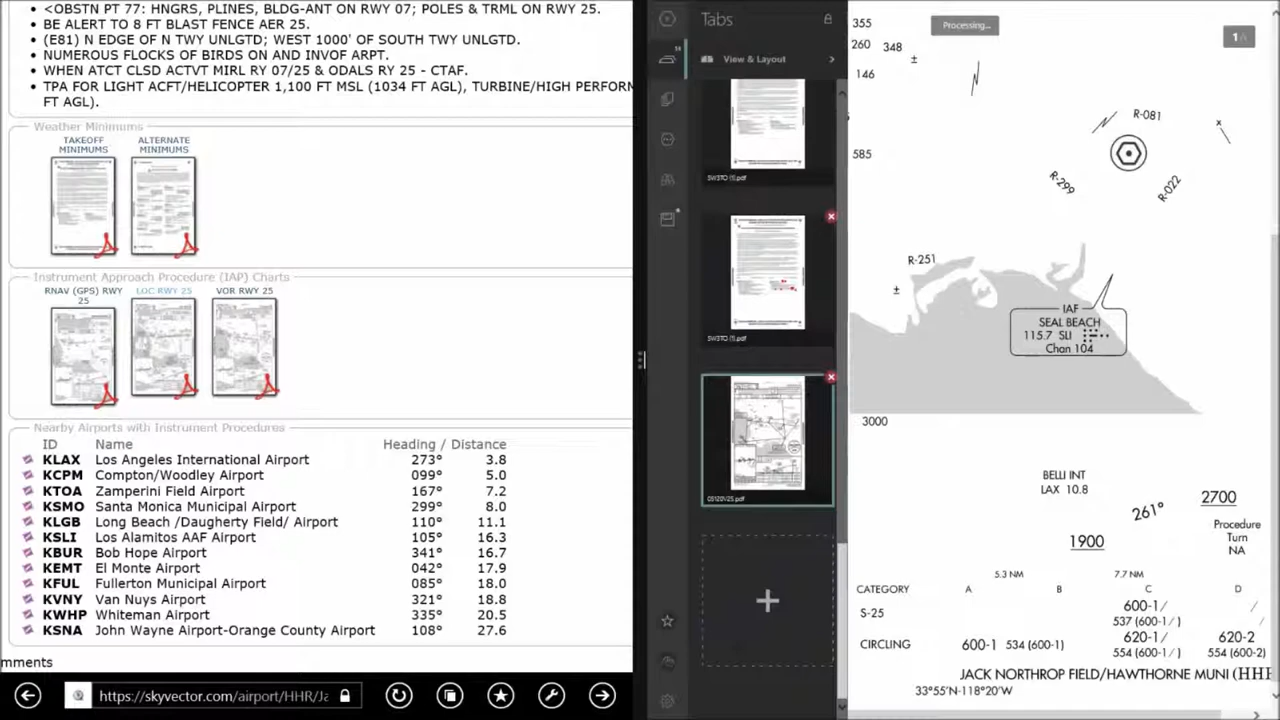 <OBSTN PT 77: HNGRS, PLINES, BLDG-ANT ON RWY 07; POLES & TRML ON RWY 25.
BE ALERT TO 8 FT BLAST FENCE AER 25.
(E81) N EDGE OF N TWY UNLGTD; WEST 1000' OF SOUTH TWY UNLGTD.
NUMEROUS FLOCKS OF BIRDS ON AND INVOF ARPT.
WHEN ATCT CLSD ACTVT MIRL RY 07/25 & ODALS RY 25 - CTAF.
TPA FOR LIGHT ACFT/HELICOPTER 1,100 FT MSL (1034 FT AGL), TURBINE/HIGH PERFORM
FT AGL).
Weather Minimums
TAKEOFF MINIMUMS
ALTERNATE MINIMUMS
Instrument Approach Procedure (IAP) Charts
RNAV (GPS) RWY 25
LOC RWY 25
VOR RWY 25
Nearby Airports with Instrument Procedures
ID Name Heading / Distance
KLAX Los Angeles International Airport 273° 3.8
KCPM Compton/Woodley Airport 099° 5.0
KTOA Zamperini Field Airport 167° 7.2
KSMO Santa Monica Municipal Airport 299° 8.0
KLGB Long Beach /Daugherty Field/ Airport 110° 11.1
KSLI Los Alamitos AAF Airport 105° 16.3
KBUR Bob Hope Airport 341° 16.7
KEMT El Monte Airport 042° 17.9
KFUL Fullerton Municipal Airport 085° 18.0
KVNY Van Nuys Airport 321° 18.8
KWHP Whiteman Airport 335° 20.5
KSNA John Wayne Airport-Orange County Airport 108° 27.6
mments
https://skyvector.com/airport/HHR/Ja
Tabs
View & Layout
SW3TO (1).pdf
SW3TO (1).pdf
05120V25.pdf
Processing...
355
260 348
146
585
R-081
R-299
R-022
R-251
IAF
SEAL BEACH
115.7 SLI
Chan 104
3000
BELLI INT
LAX 10.8
261°
2700
1900
Procedure
Turn
NA
5.3 NM 7.7 NM
CATEGORY A B C D
S-25
600-1/
537 (600-1/ )
CIRCLING 600-1 534 (600-1)
620-1/
554 (600-1/ )
620-2
554 (600-2)
JACK NORTHROP FIELD/HAWTHORNE MUNI (HHR
33°55'N-118°20'W